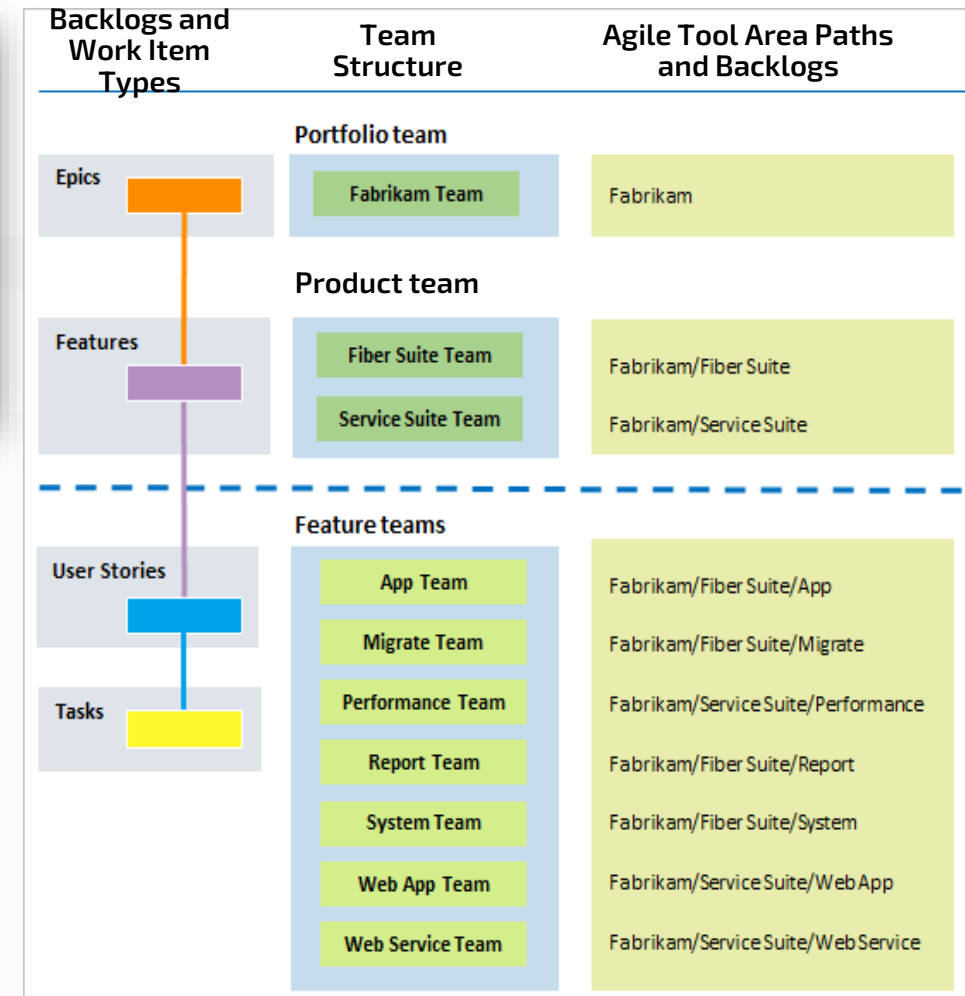 Backlogs and
Work Item
Types
Team
Structure
Agile Tool Area Paths
and Backlogs
Portfolio team
Epics
Fabrikam Team
Fabrikam
Product team
Features
Fiber Suite Team
Fabrikam/Fiber Suite
Service Suite Team
Fabrikam/Service Suite
Feature teams
User Stories
App Team
Fabrikam/Fiber Suite/App
Migrate Team
Fabrikam/Fiber Suite/Migrate
Tasks
Performance Team
Fabrikam/Service Suite/Performance
Report Team
Fabrikam/Fiber Suite/Report
System Team
Fabrikam/Fiber Suite/System
Web App Team
Fabrikam/Service Suite/WebApp
Web Service Team
Fabrikam/Service Suite/WebService